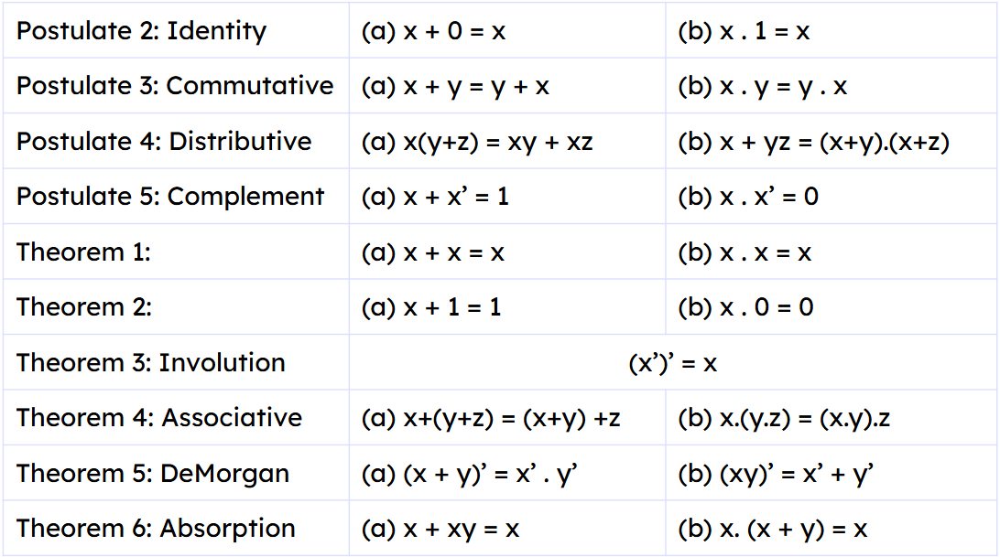 Postulate 2: Identity (a) x + 0 = x (b) x . 1 = x
Postulate 3: Commutative (a) x + y = y + x (b) x . y = y . x
Postulate 4: Distributive (a) x(y+z) = xy + xz (b) x + yz = (x+y).(x+z)
Postulate 5: Complement (a) x + x’ = 1 (b) x . x’ = 0
Theorem 1: (a) x + x = x (b) x . x = x
Theorem 2: (a) x + 1 = 1 (b) x . 0 = 0
Theorem 3: Involution (x’)’ = x
Theorem 4: Associative (a) x+(y+z) = (x+y) +z (b) x.(y.z) = (x.y).z
Theorem 5: DeMorgan (a) (x + y)’ = x’ . y’ (b) (xy)’ = x’ + y’
Theorem 6: Absorption (a) x + xy = x (b) x. (x + y) = x